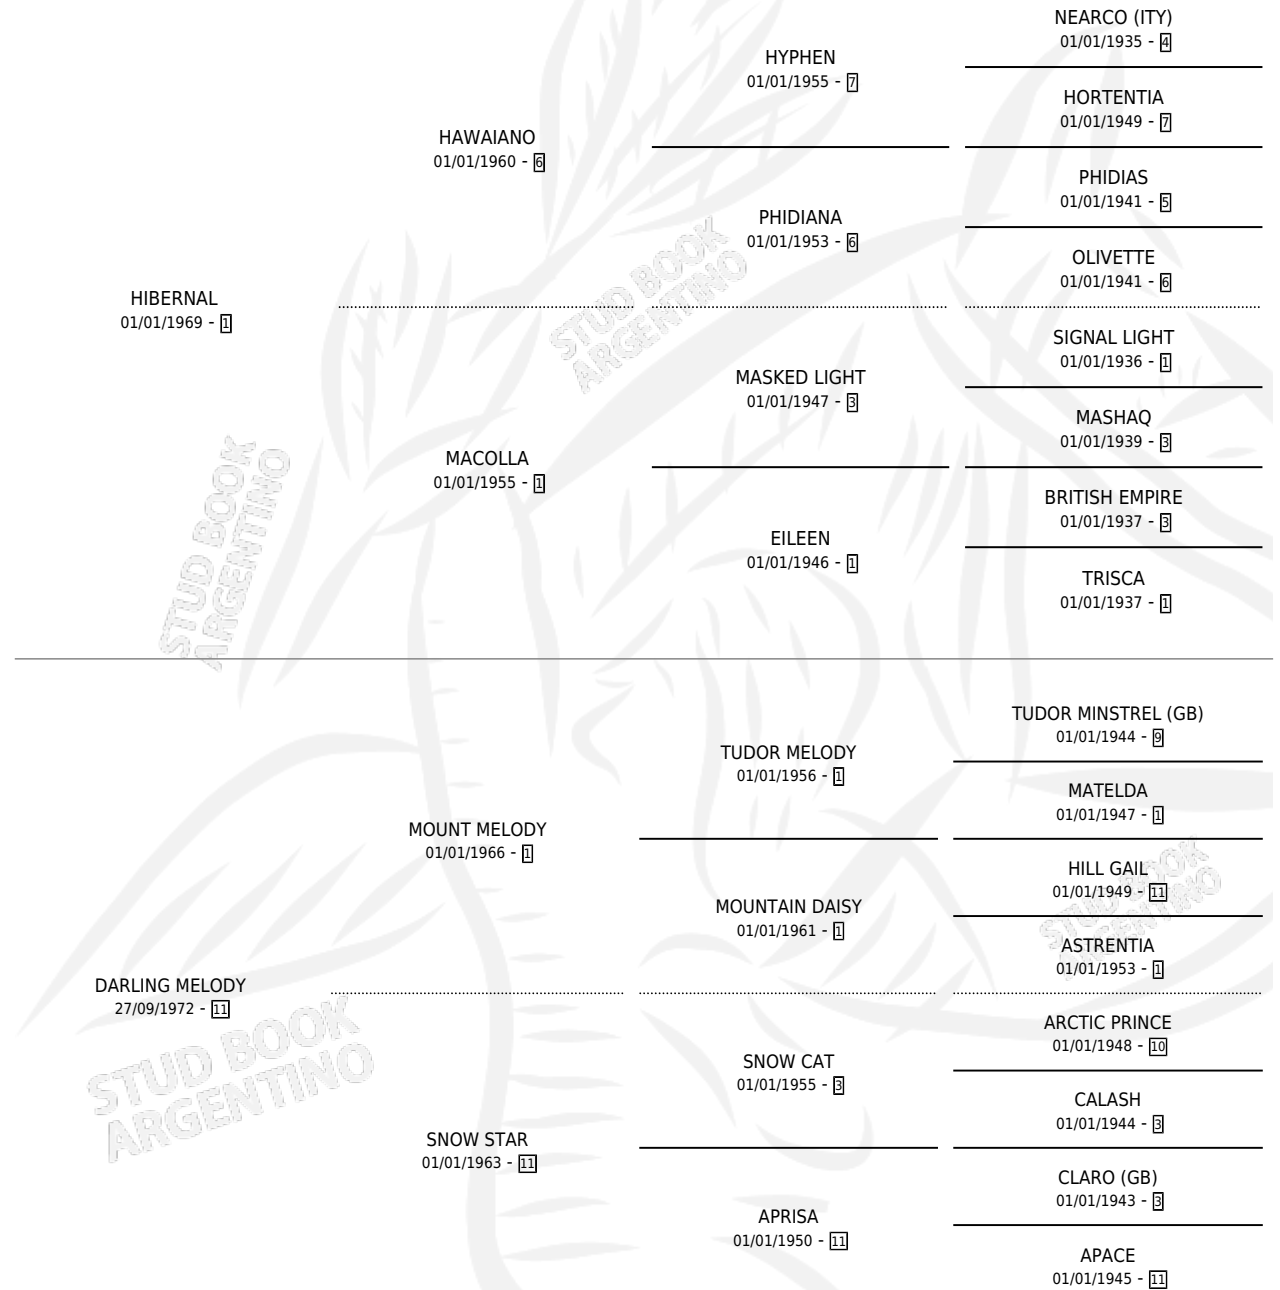 NEARCO (ITY)
01/01/1935 - 4
HYPHEN
01/01/1955 - 7
HORTENTIA
01/01/1949 - 7
HAWAIANO
01/01/1960 - 6
PHIDIAS
01/01/1941 - 5
PHIDIANA
01/01/1953 - 6
OLIVETTE
01/01/1941 - 6
HIBERNAL
01/01/1969 - 1
STUD BOOK
ARGENTINO
SIGNAL LIGHT
01/01/1936 - 1
MASKED LIGHT
01/01/1947 - 3
MASHAQ
01/01/1939 - 3
MACOLLA
01/01/1955 - 1
BRITISH EMPIRE
01/01/1937 - 3
EILEEN
01/01/1946 - 1
TRISCA
01/01/1937 - 1
STUD BOOK
ARGENTINO
TUDOR MINSTREL (GB)
01/01/1944 - 9
TUDOR MELODY
01/01/1956 - 1
MATELDA
01/01/1947 - 1
MOUNT MELODY
01/01/1966 - 1
HILL GAIL
01/01/1949 - 11
MOUNTAIN DAISY
01/01/1961 - 1
STUD BOOK
ARGENTINO
ASTRENTIA
01/01/1953 - 1
DARLING MELODY
27/09/1972 - 11
STUD BOOK
ARGENTINO
ARCTIC PRINCE
01/01/1948 - 10
SNOW CAT
01/01/1955 - 3
CALASH
01/01/1944 - 3
SNOW STAR
01/01/1963 - 11
CLARO (GB)
01/01/1943 - 3
APRISA
01/01/1950 - 11
APACE
01/01/1945 - 11